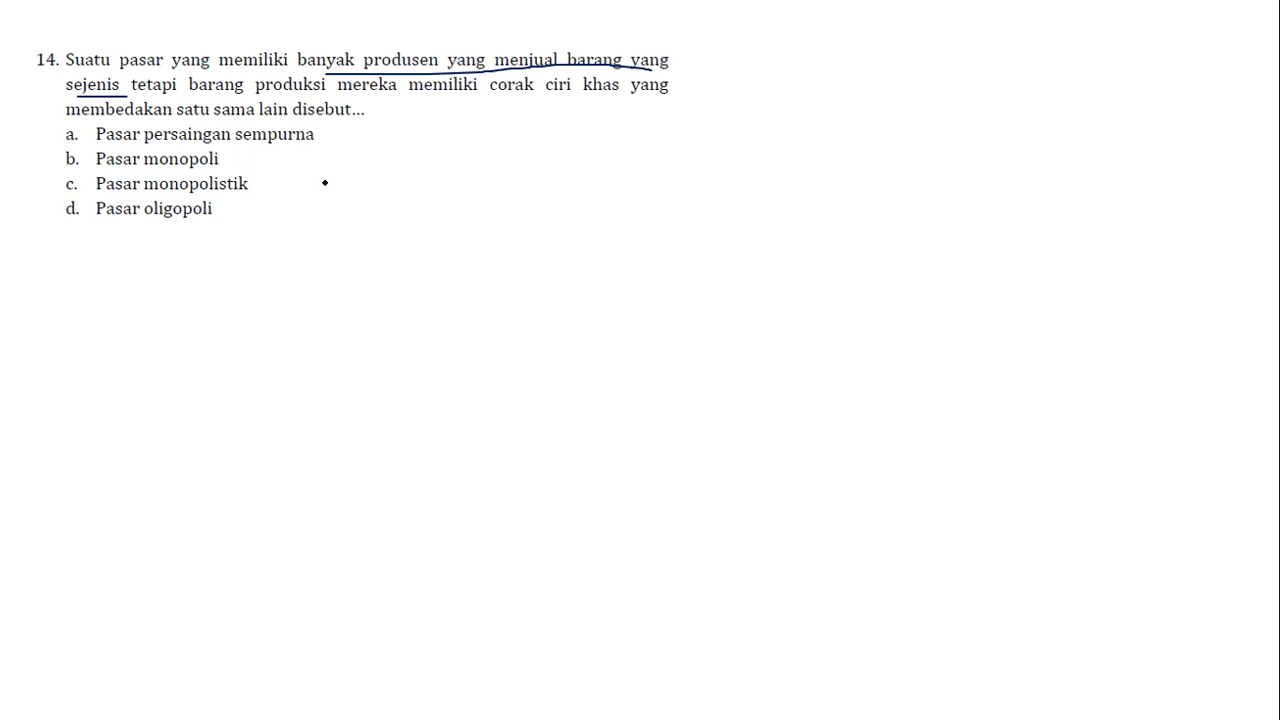 14. Suatu pasar yang memiliki banyak produsen yang menjual barang yang
sejenis tetapi barang produksi mereka memiliki corak ciri khas yang
membedakan satu sama lain disebut...
a. Pasar persaingan sempurna
b. Pasar monopoli
c. Pasar monopolistik
d. Pasar oligopoli